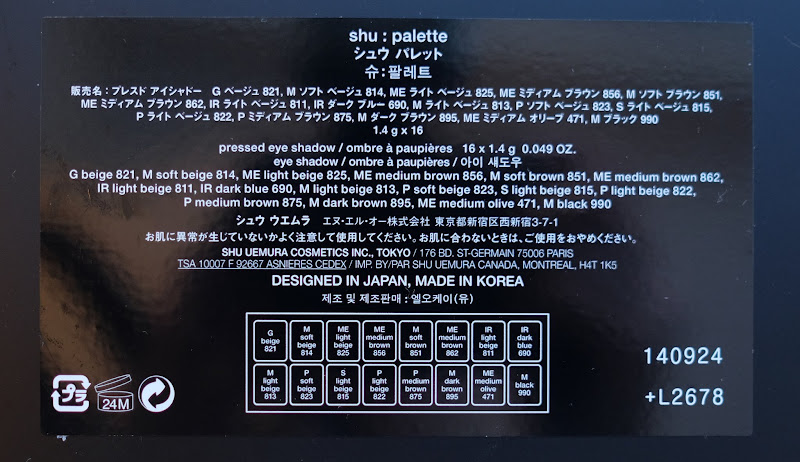 shu : palette
シュウ パレット
슈 : 팔레트
販売名：プレスド アイシャドー　G ベージュ 821, M ソフト ベージュ 814, ME ライト ベージュ 825, ME ミディアム ブラウン 856, M ソフト ブラウン 851,
ME ミディアム ブラウン 862, IR ライト ベージュ 811, IR ダーク ブルー 690, M ライト ベージュ 813, P ソフト ベージュ 823, S ライト ベージュ 815,
P ライト ベージュ 822, P ミディアム ブラウン 875, M ダーク ブラウン 895, ME ミディアム オリーブ 471, M ブラック 990
1.4 g x 16
pressed eye shadow / ombre à paupières 16 x 1.4 g 0.049 OZ.
eye shadow / ombre à paupières / 아이 섀도우
G beige 821, M soft beige 814, ME light beige 825, ME medium brown 856, M soft brown 851, ME medium brown 862,
IR light beige 811, IR dark blue 690, M light beige 813, P soft beige 823, S light beige 815, P light beige 822,
P medium brown 875, M dark brown 895, ME medium olive 471, M black 990
シュウ ウエムラ　エヌ・エル・オー株式会社 東京都新宿区西新宿3-7-1
お肌に異常が生じていないかよく注意して使用してください。お肌に合わないときは、ご使用をおやめください。
SHU UEMURA COSMETICS INC., TOKYO / 176 BD. ST-GERMAIN 75006 PARIS
TSA 10007 F 92667 ASNIERES CEDEX / IMP. BY/PAR SHU UEMURA CANADA, MONTREAL, H4T 1K5
DESIGNED IN JAPAN, MADE IN KOREA
제조 및 제조판매 : 엘오케이(유)
G beige 821
M soft beige 814
ME light beige 825
ME medium brown 856
M soft brown 851
ME medium brown 862
IR light beige 811
IR dark blue 690
M light beige 813
P soft beige 823
S light beige 815
P light beige 822
P medium brown 875
M dark brown 895
ME medium olive 471
M black 990
プラ
24M
140924
+L2678